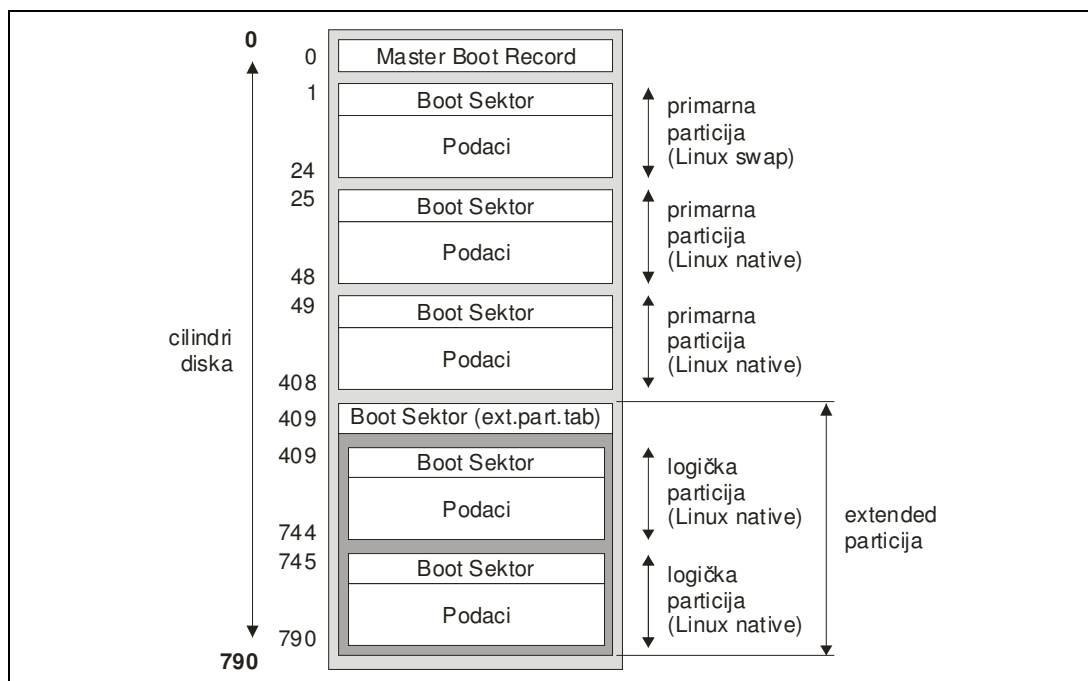 0
0
Master Boot Record
1
Boot Sektor
primarna
particija
(Linux swap)
Podaci
24
25
Boot Sektor
primarna
particija
(Linux native)
Podaci
48
49
Boot Sektor
primarna
particija
(Linux native)
Podaci
cilindri
diska
408
409
Boot Sektor (ext.part.tab)
409
Boot Sektor
logička
particija
(Linux native)
Podaci
744
extended
particija
745
Boot Sektor
logička
particija
(Linux native)
Podaci
790
790